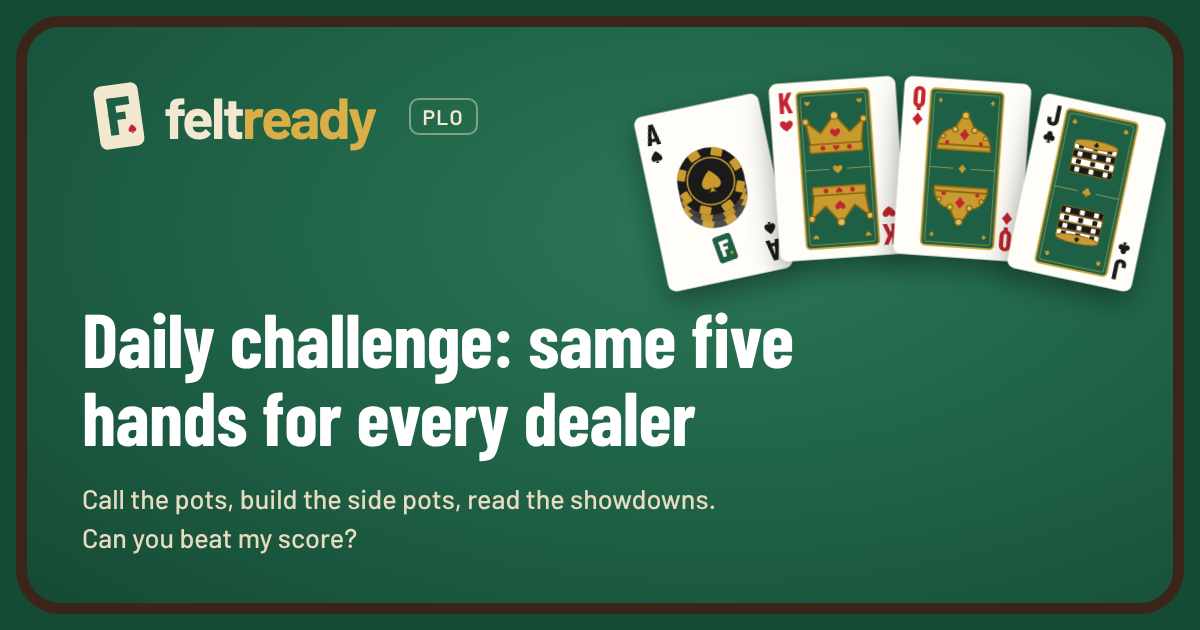 F feltready PLO
A K Q J
F
A K Q J
Daily challenge: same five
hands for every dealer
Call the pots, build the side pots, read the showdowns.
Can you beat my score?